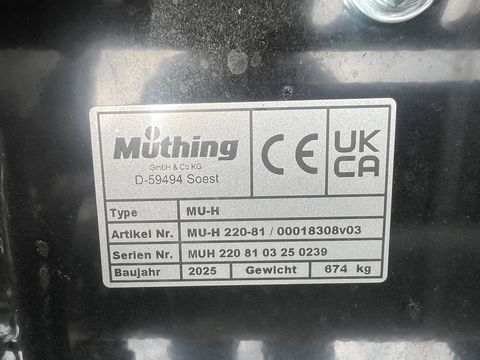 Müthing
GmbH & Co KG
D-59494 Soest
CE
UK
CA
Type MU-H
Artikel Nr. MU-H 220-81 / 00018308v03
Serien Nr. MUH 220 81 03 25 0239
Baujahr 2025 Gewicht 674 kg